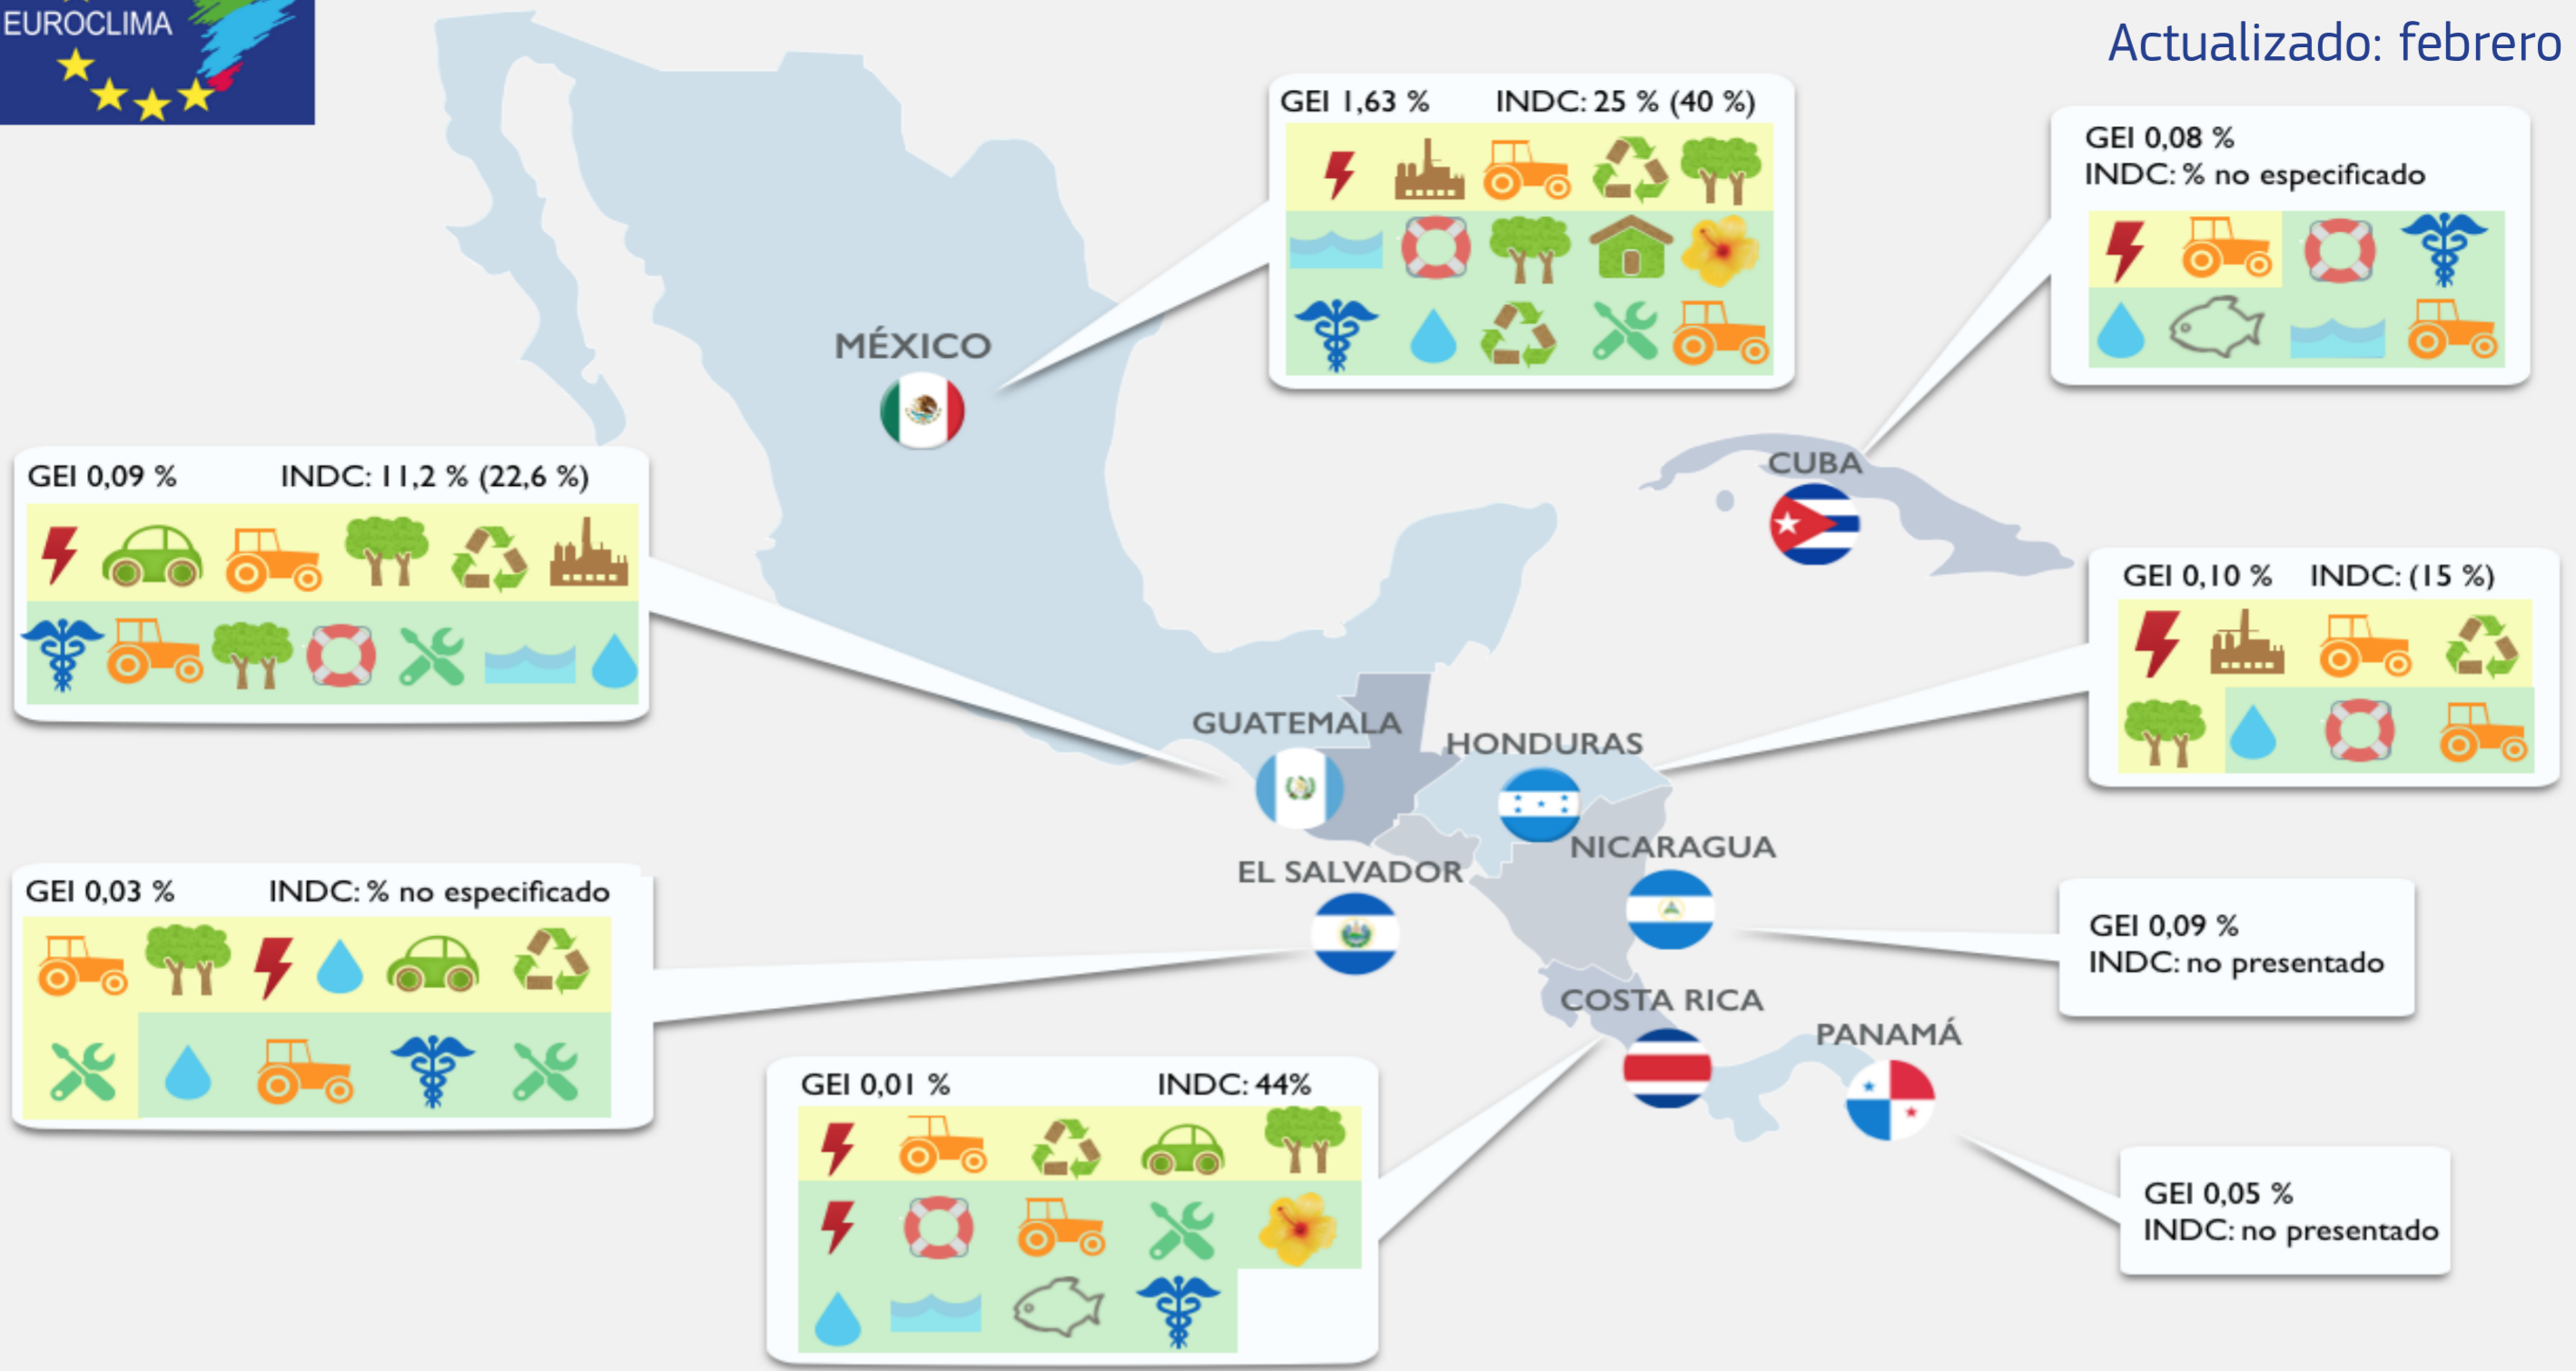 EUROCLIMA
Actualizado: febrero
GEI 1,63 % INDC: 25 % (40 %)
GEI 0,08 %
INDC: % no especificado
MÉXICO
CUBA
GEI 0,09 % INDC: 11,2 % (22,6 %)
GEI 0,10 % INDC: (15 %)
GUATEMALA
HONDURAS
NICARAGUA
EL SALVADOR
GEI 0,03 % INDC: % no especificado
GEI 0,09 %
INDC: no presentado
COSTA RICA
PANAMÁ
GEI 0,01 % INDC: 44%
GEI 0,05 %
INDC: no presentado